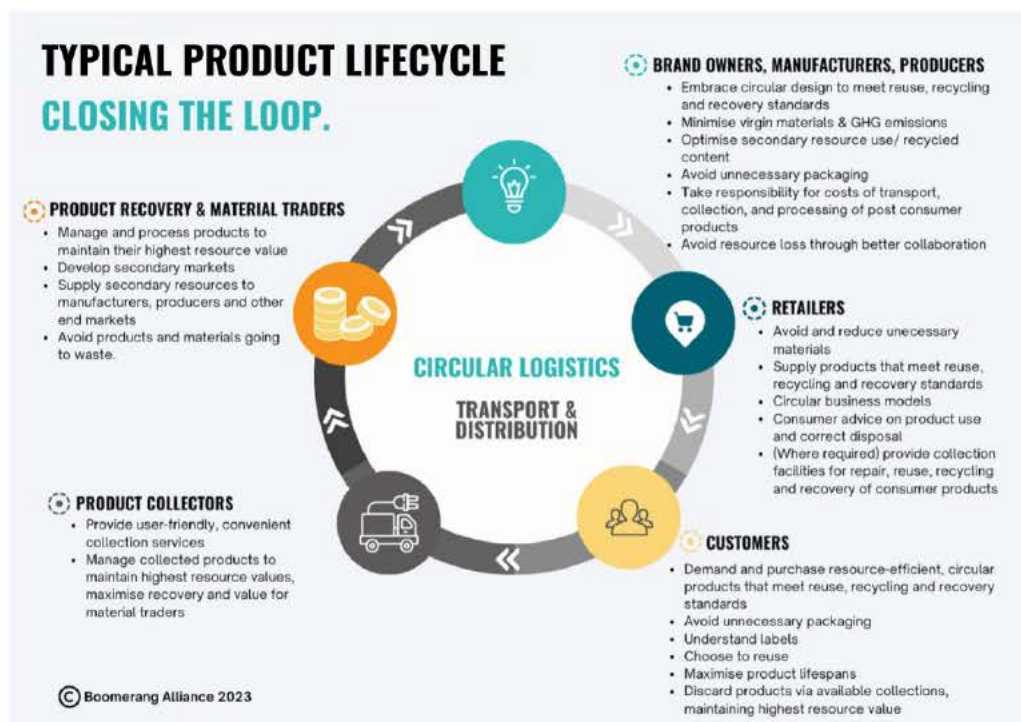 TYPICAL PRODUCT LIFECYCLE
CLOSING THE LOOP.
BRAND OWNERS, MANUFACTURERS, PRODUCERS
• Embrace circular design to meet reuse, recycling
and recovery standards
• Minimise virgin materials & GHG emissions
• Optimise secondary resource use/ recycled
content
• Avoid unnecessary packaging
• Take responsibility for costs of transport,
collection, and processing of post consumer
products
• Avoid resource loss through better collaboration
RETAILERS
• Avoid and reduce unecessary
materials
• Supply products that meet reuse,
recycling and recovery standards
• Circular business models
• Consumer advice on product use
and correct disposal
• (Where required) provide collection
facilities for repair, reuse, recycling
and recovery of consumer products
CUSTOMERS
• Demand and purchase resource-efficient, circular
products that meet reuse, recycling and recovery
standards
• Avoid unnecessary packaging
• Understand labels
• Choose to reuse
• Maximise product lifespans
• Discard products via available collections,
maintaining highest resource value
PRODUCT COLLECTORS
• Provide user-friendly, convenient
collection services
• Manage collected products to
maintain highest resource values,
maximise recovery and value for
material traders
PRODUCT RECOVERY & MATERIAL TRADERS
• Manage and process products to
maintain their highest resource value
• Develop secondary markets
• Supply secondary resources to
manufacturers, producers and other
end markets
• Avoid products and materials going
to waste.
CIRCULAR LOGISTICS
TRANSPORT &
DISTRIBUTION
© Boomerang Alliance 2023